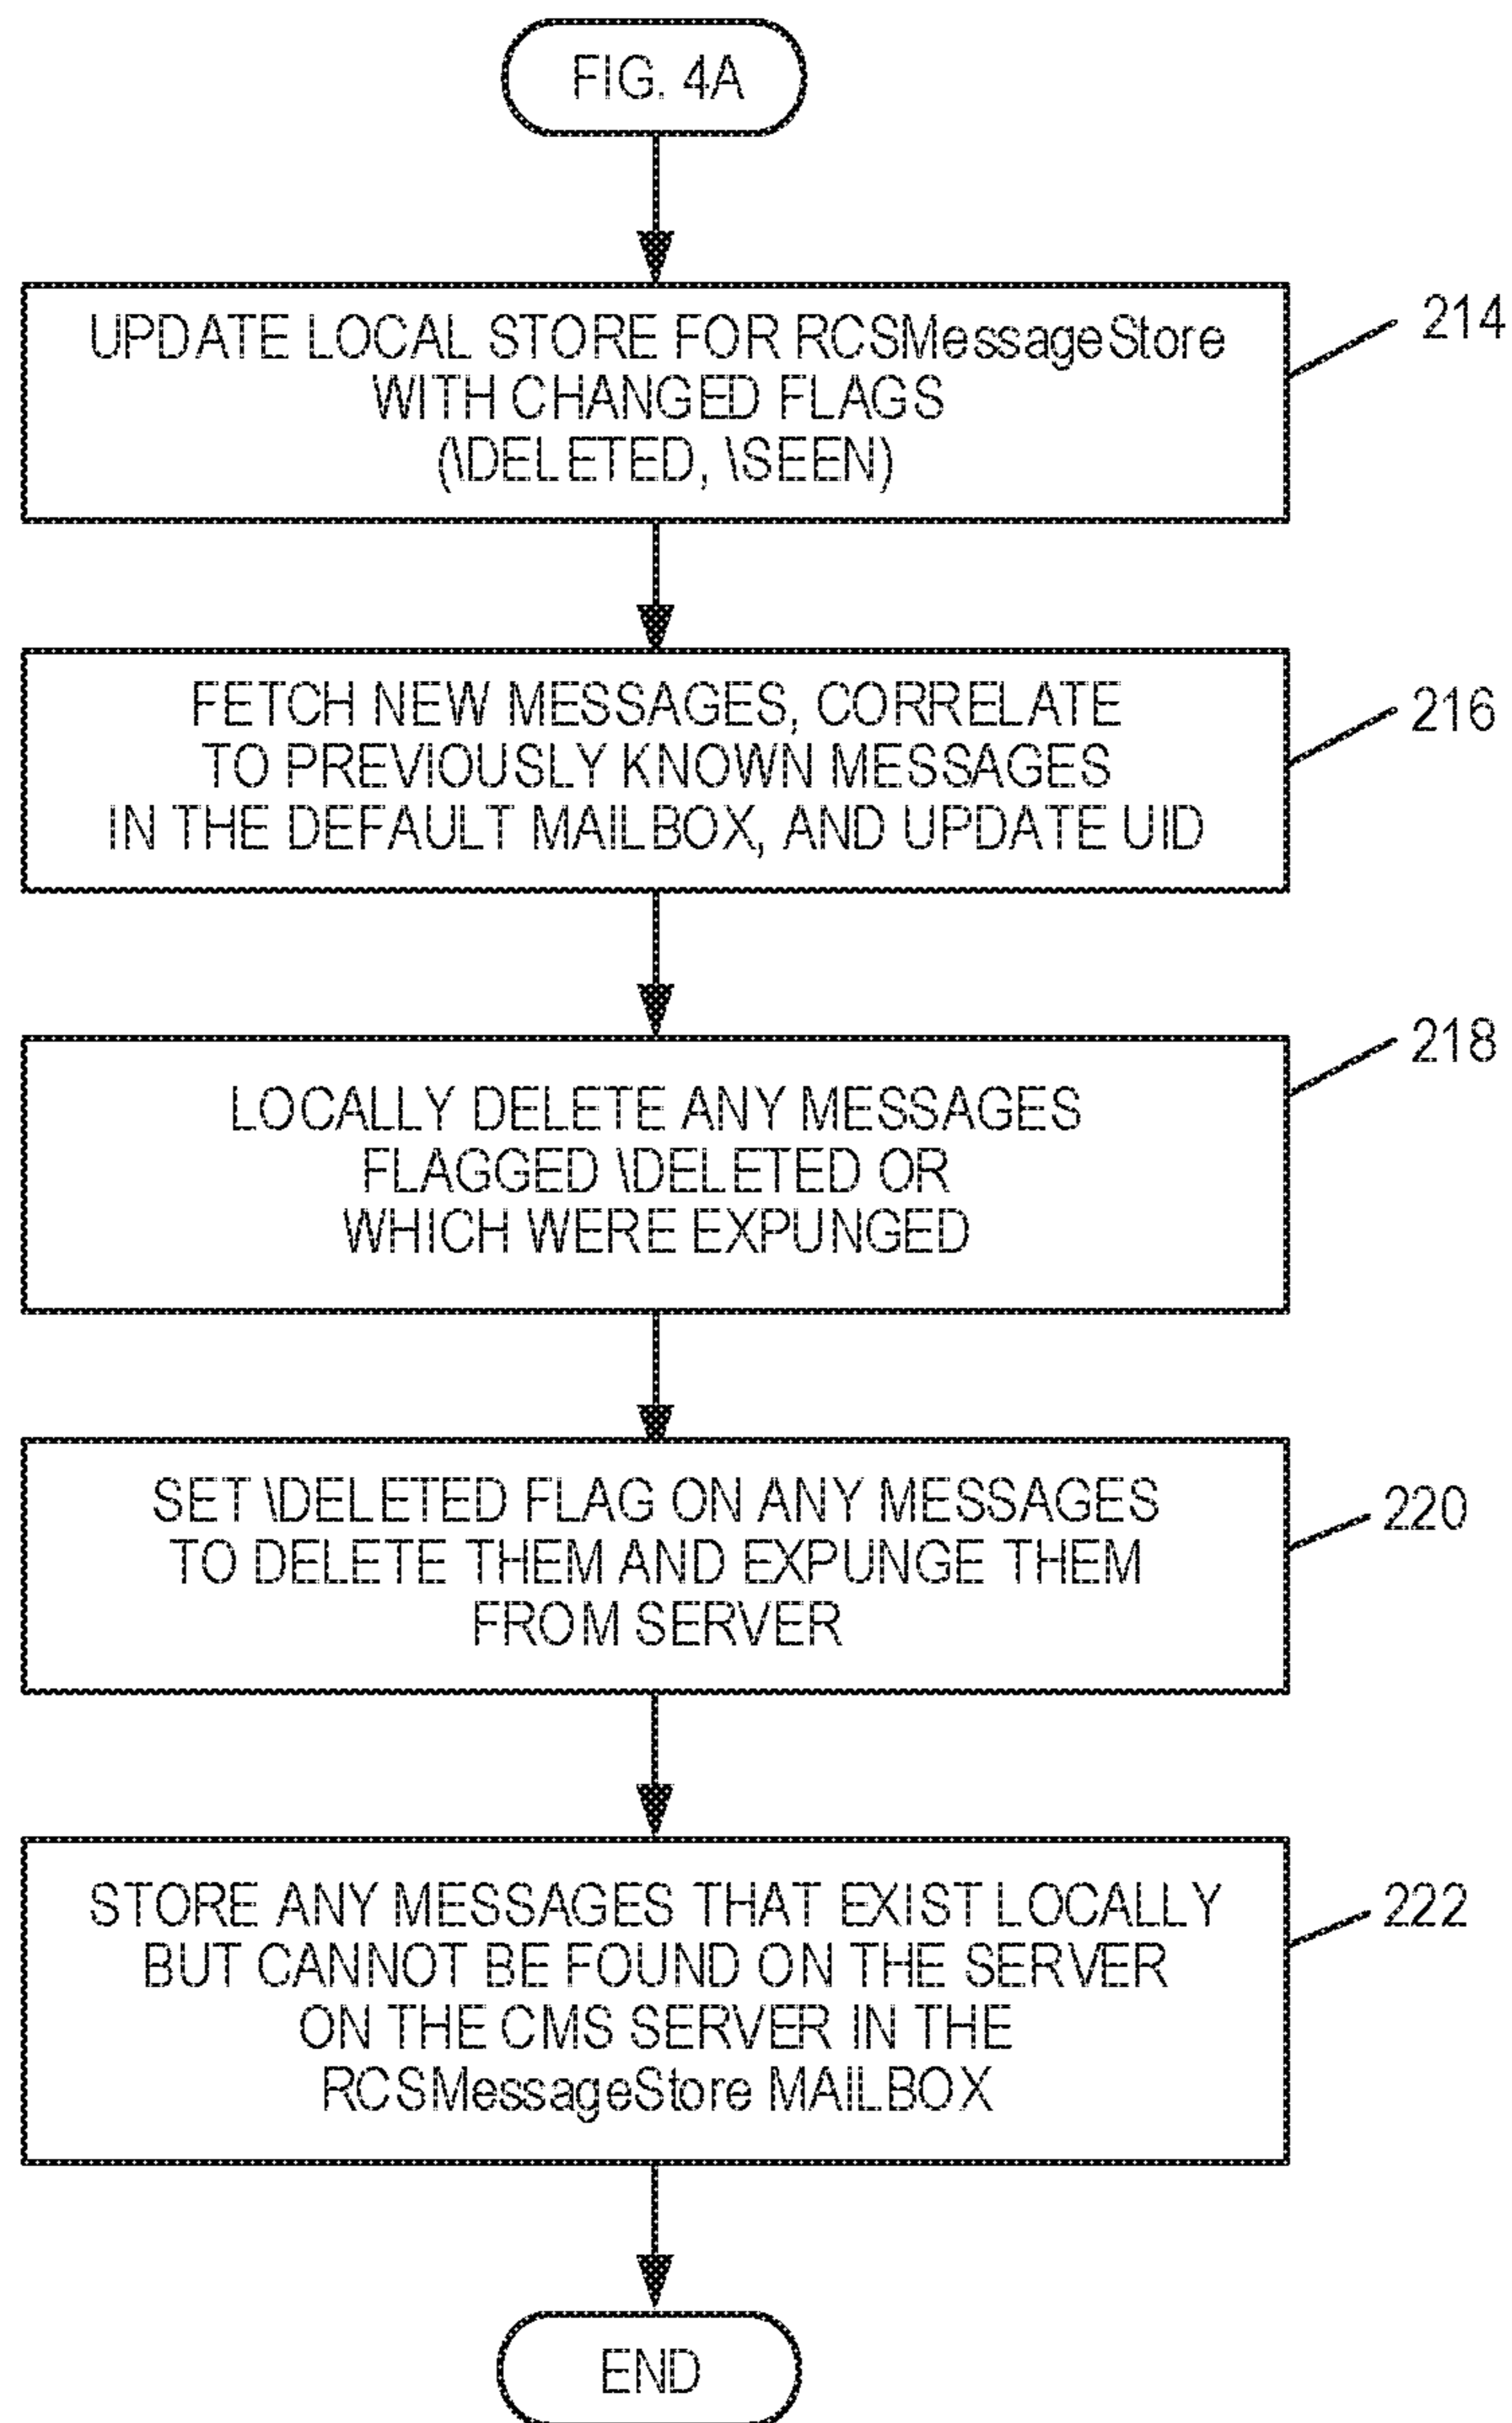 FIG. 4A
UPDATE LOCAL STORE FOR RCSMessageStore
WITH CHANGED FLAGS
(\DELETED, \SEEN)
214
FETCH NEW MESSAGES, CORRELATE
TO PREVIOUSLY KNOWN MESSAGES
IN THE DEFAULT MAILBOX, AND UPDATE UID
216
LOCALLY DELETE ANY MESSAGES
FLAGGED \DELETED OR
WHICH WERE EXPUNGED
218
SET \DELETED FLAG ON ANY MESSAGES
TO DELETE THEM AND EXPUNGE THEM
FROM SERVER
220
STORE ANY MESSAGES THAT EXIST LOCALLY
BUT CANNOT BE FOUND ON THE SERVER
ON THE CMS SERVER IN THE
RCSMessageStore MAILBOX
222
END